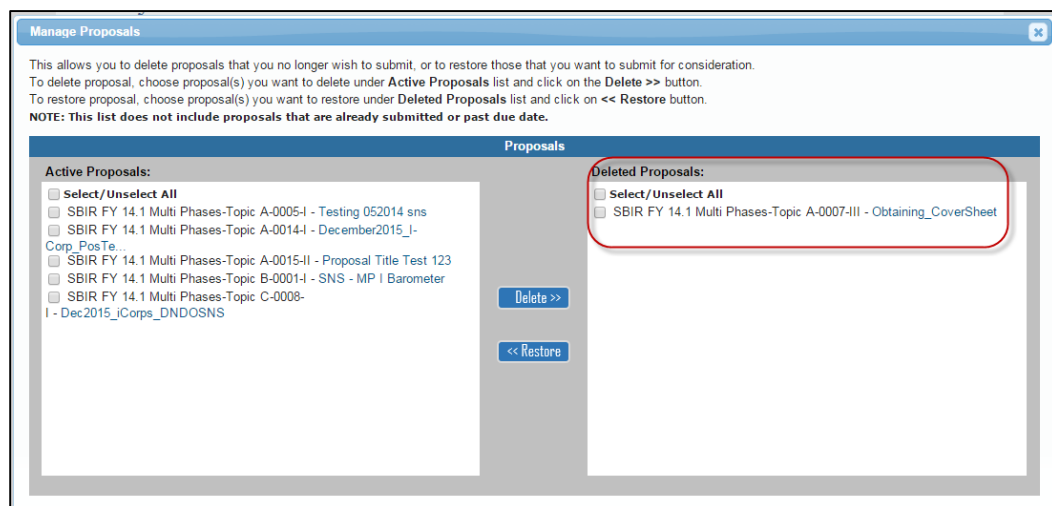 Manage Proposals
This allows you to delete proposals that you no longer wish to submit, or to restore those that you want to submit for consideration.
To delete proposal, choose proposal(s) you want to delete under Active Proposals list and click on the Delete >> button.
To restore proposal, choose proposal(s) you want to restore under Deleted Proposals list and click on << Restore button.
NOTE: This list does not include proposals that are already submitted or past due date.
Proposals
Active Proposals:
Select/Unselect All
SBIR FY 14.1 Multi Phases-Topic A-0005-I - Testing 052014 sns
SBIR FY 14.1 Multi Phases-Topic A-0014-I - December2015_I-
Corp_PosTe...
SBIR FY 14.1 Multi Phases-Topic A-0015-II - Proposal Title Test 123
SBIR FY 14.1 Multi Phases-Topic B-0001-I - SNS - MP I Barometer
SBIR FY 14.1 Multi Phases-Topic C-0008-
I - Dec2015_iCorps_DNDOSNS
Delete >>
<< Restore
Deleted Proposals:
Select/Unselect All
SBIR FY 14.1 Multi Phases-Topic A-0007-III - Obtaining_CoverSheet